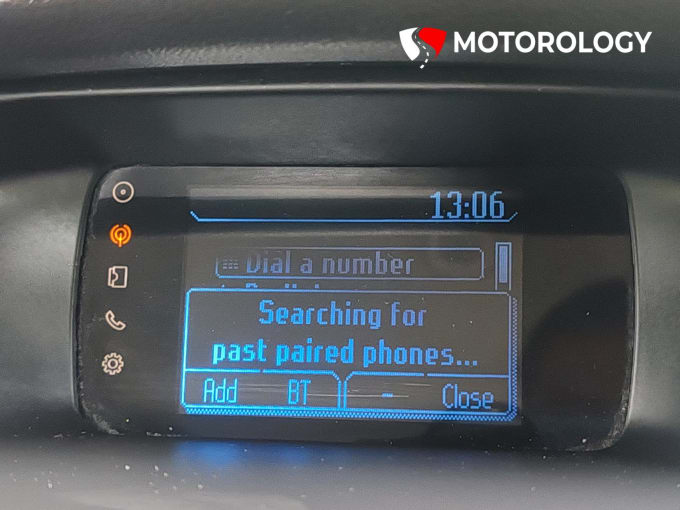 MOTOROLOGY
13:06
Dial a number
Searching for
past paired phones...
Add BT - Close